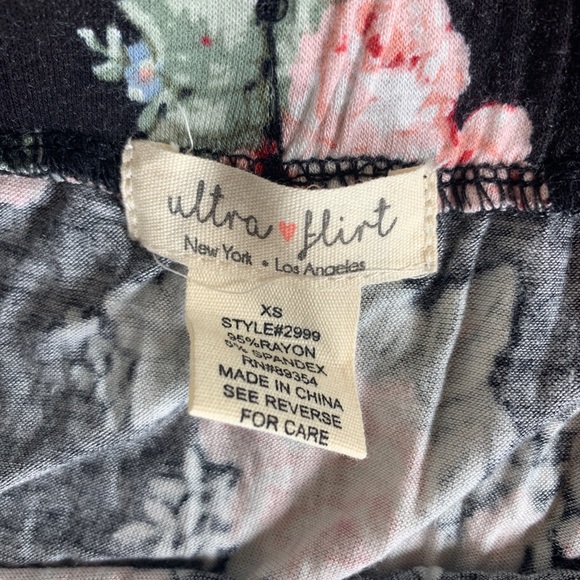 ultra flirt
New York • Los Angeles
XS
STYLE#2999
95%RAYON
5% SPANDEX
RN#89354
MADE IN CHINA
SEE REVERSE
FOR CARE